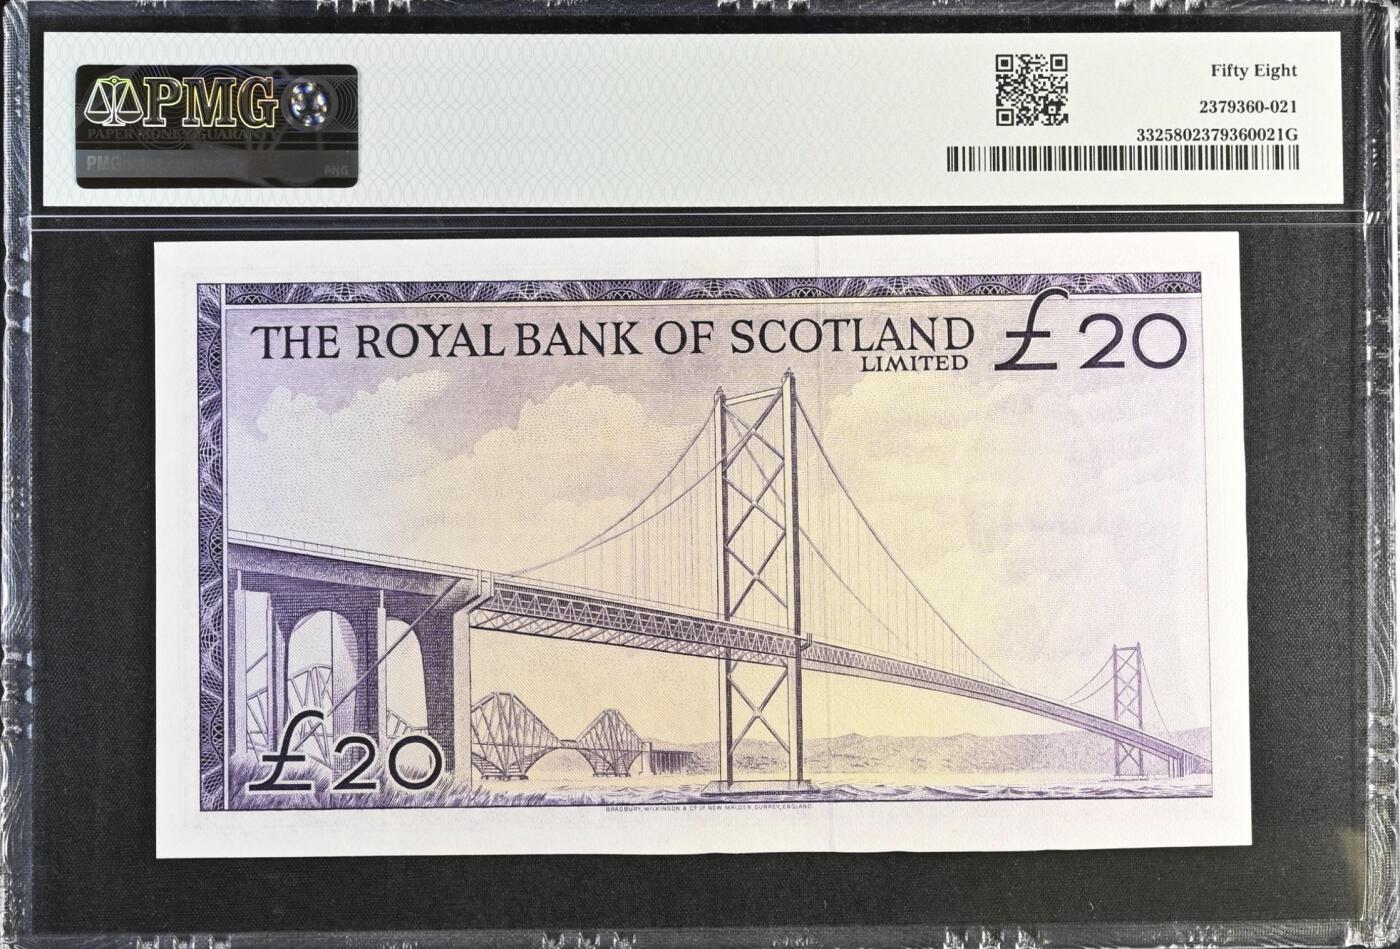 PMG
PAPER MONEY GUARANTY
Fifty Eight
2379360-021
3325802379360021G
THE ROYAL BANK OF SCOTLAND
LIMITED
£20
£20
BRADBURY, WILKINSON & Cº Lº NEW MALDEN, SURREY, ENGLAND